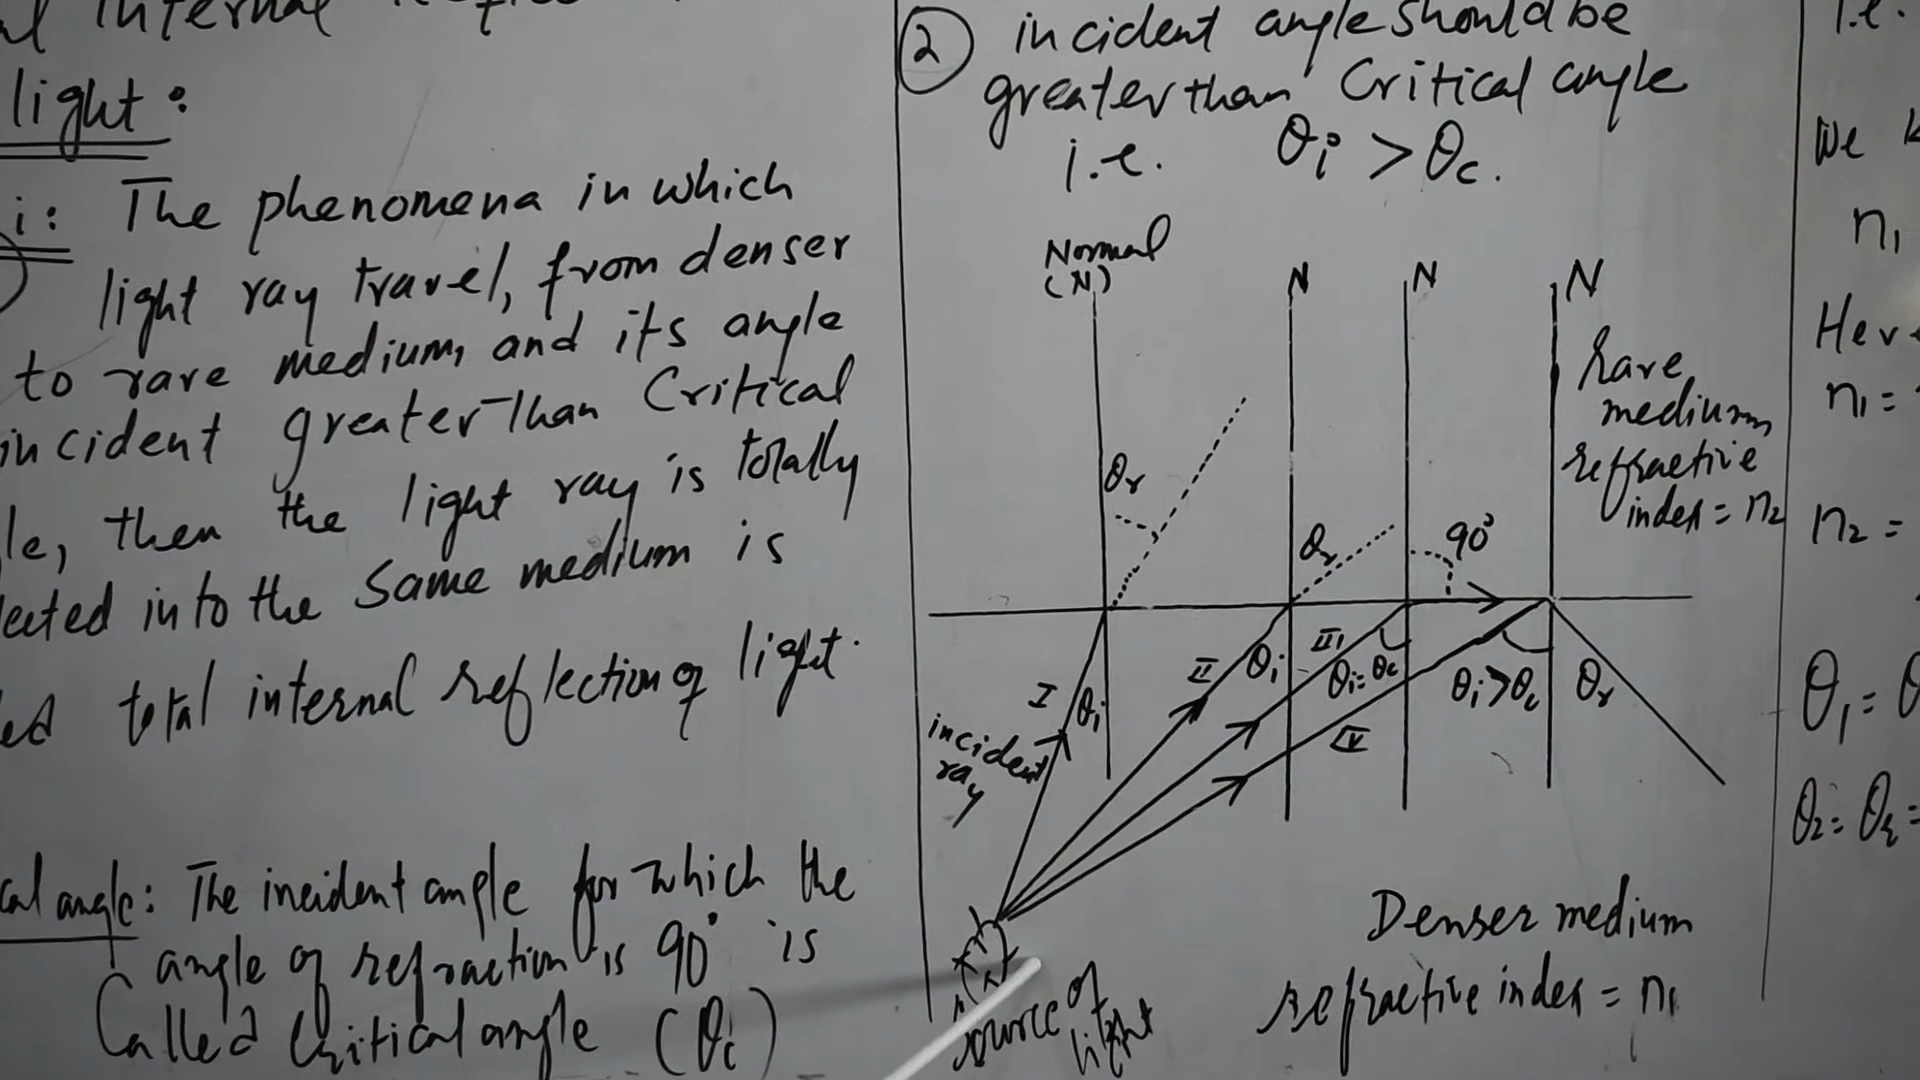 al internal
light :
i: The phenomena in which
light ray travel, from denser
to rare medium, and its angle
incident greater than Critical
le, then the light ray is totally
lected into the same medium is
ed total internal reflection of light.
cal angle: The incident angle for which the
angle of refraction is 90° is
Called Critical angle (θc)
② incident angle should be
greater than Critical angle
i.e. θi > θc.
Normal
(N)
N
N
N
rare
medium
refractive
index = n2
θr
θr
90°
I
θi
II
θi
III
θi = θc
IV
θi > θc
θr
incident
ray
source of
light
Denser medium
refractive index = n1
i.e.
We
n1
Her
n1 =
n2 =
θ1 = θ
θ2 = θr =